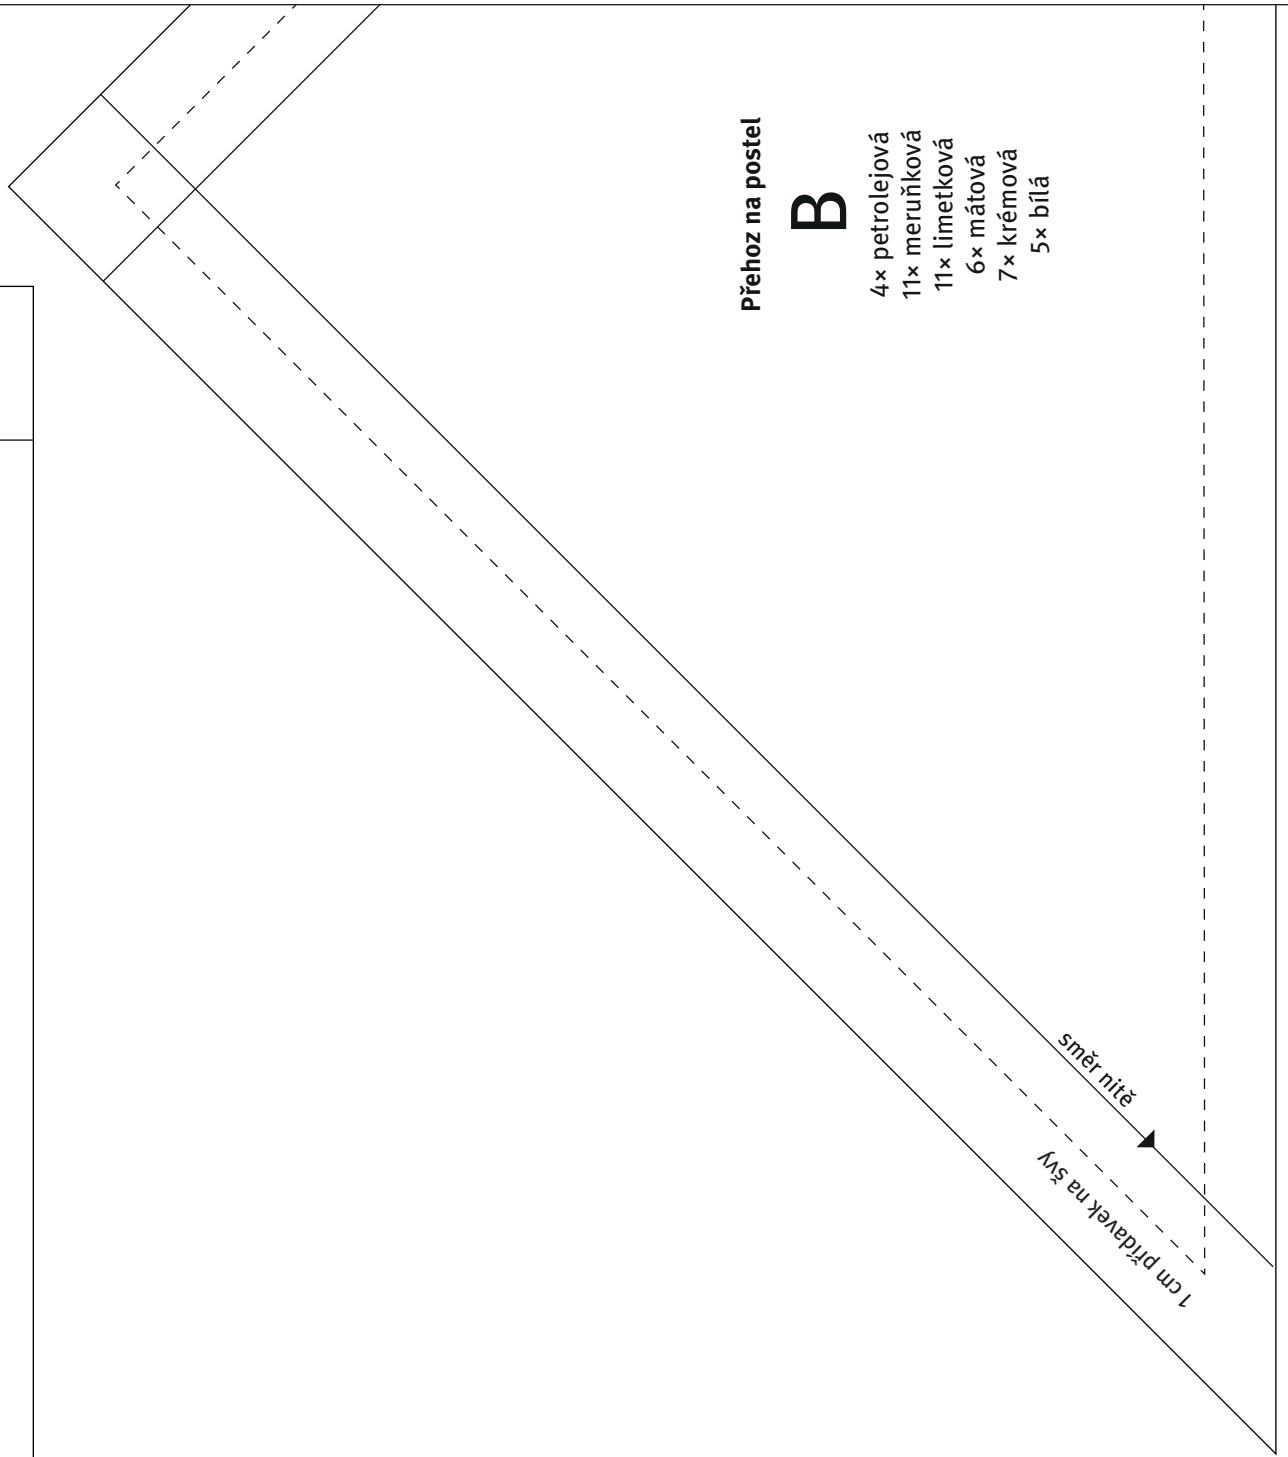 Přehoz na postel
B
4× petrolejová
11× meruňková
11× limetková
6× mátová
7× krémová
5× bílá
směr nitě
1 cm přídavek na švy